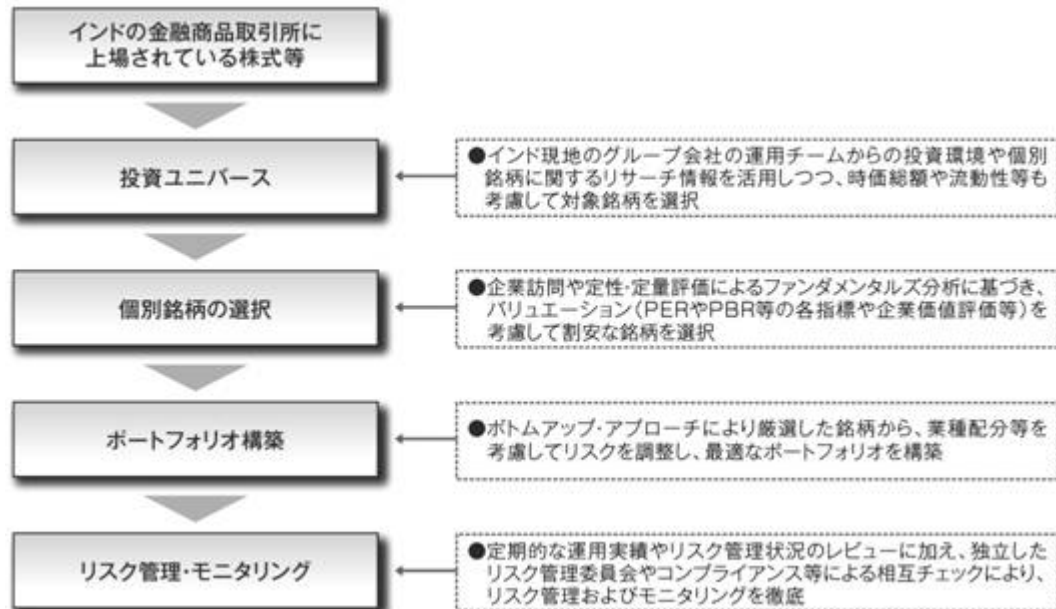 インドの金融商品取引所に
上場されている株式等
投資ユニバース
●インド現地のグループ会社の運用チームからの投資環境や個別
銘柄に関するリサーチ情報を活用しつつ、時価総額や流動性等も
考慮して対象銘柄を選択
個別銘柄の選択
●企業訪問や定性・定量評価によるファンダメンタルズ分析に基づき、
バリュエーション(PERやPBR等の各指標や企業価値評価等)を
考慮して割安な銘柄を選択
ポートフォリオ構築
●ボトムアップ・アプローチにより厳選した銘柄から、業種配分等を
考慮してリスクを調整し、最適なポートフォリオを構築
リスク管理・モニタリング
●定期的な運用実績やリスク管理状況のレビューに加え、独立した
リスク管理委員会やコンプライアンス等による相互チェックにより、
リスク管理およびモニタリングを徹底